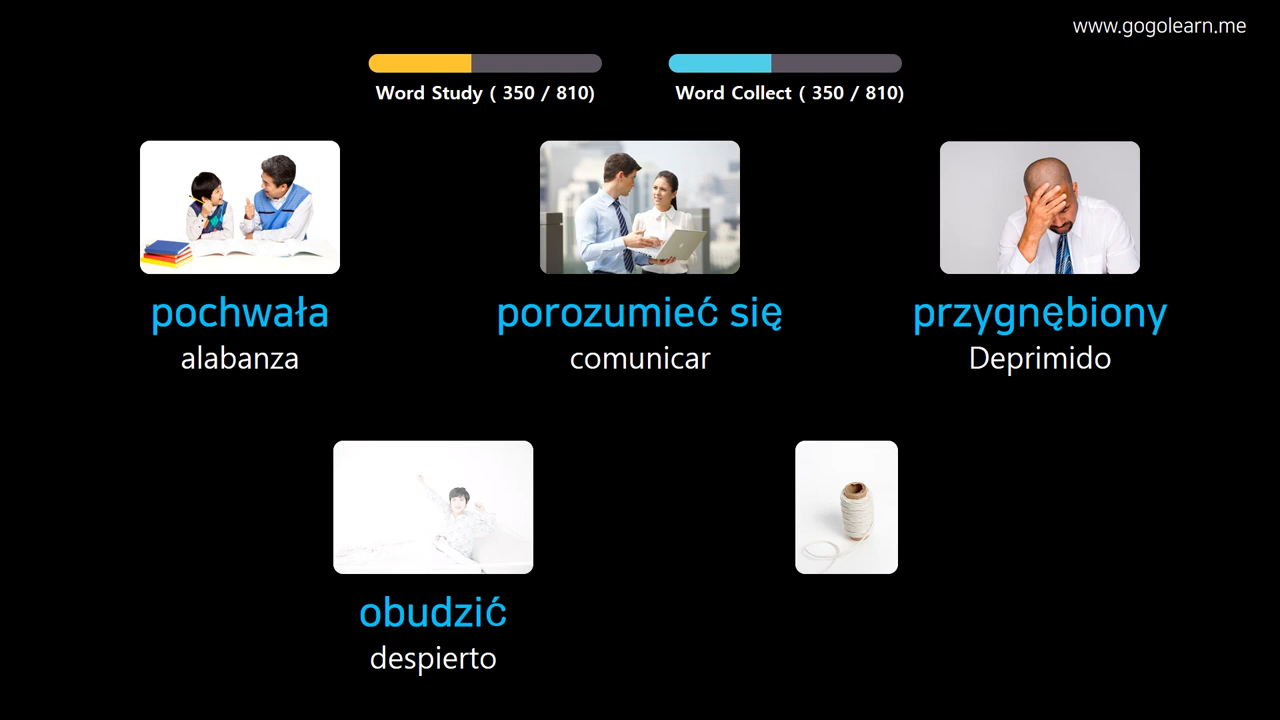 www.gogolearn.me
Word Study ( 350 / 810)
Word Collect ( 350 / 810)
pochwała
alabanza
porozumieć się
comunicar
przygnębiony
Deprimido
obudzić
despierto